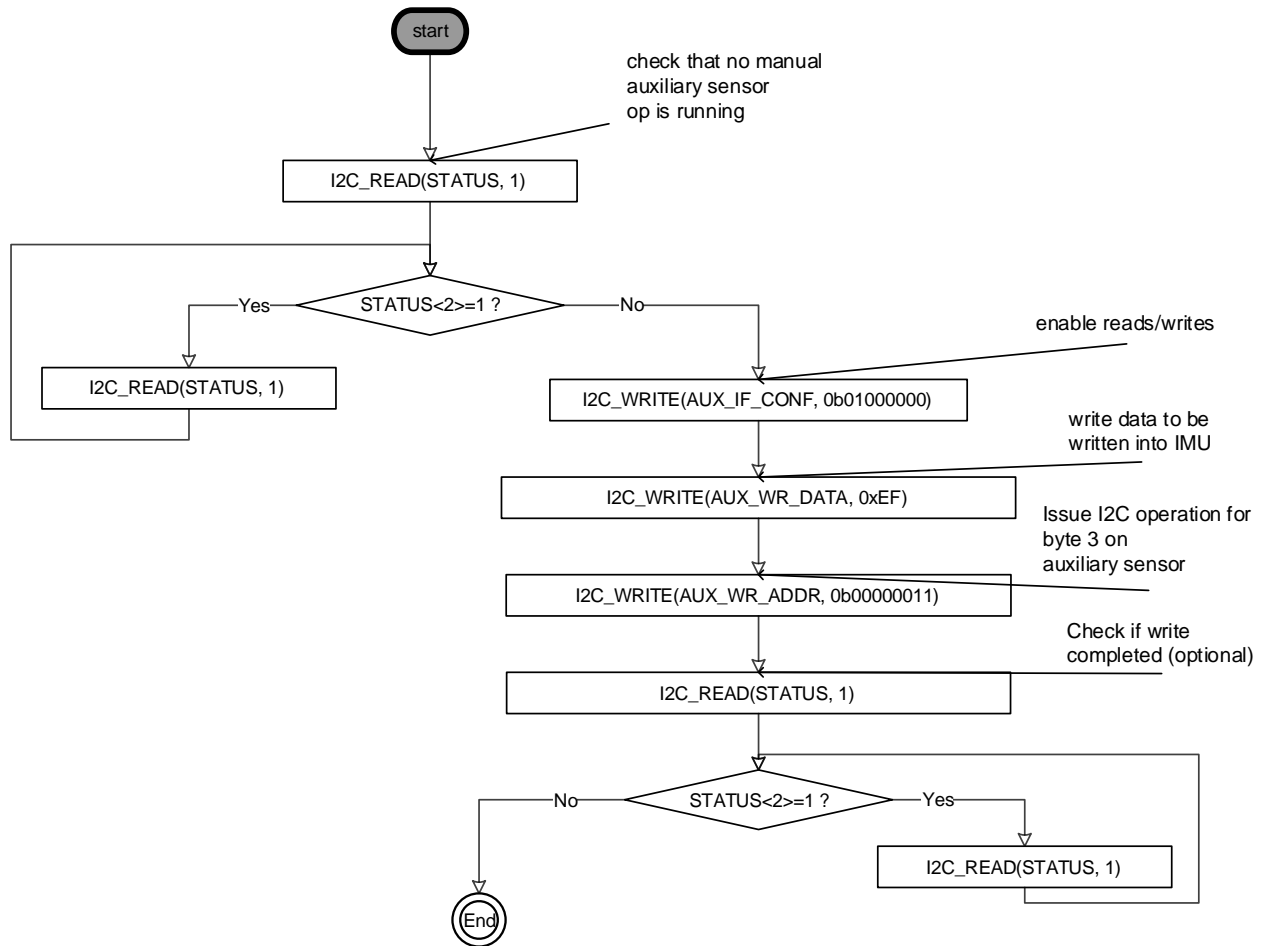 start
check that no manual
auxiliary sensor
op is running
I2C_READ(STATUS, 1)
STATUS<2>=1 ?
Yes
No
I2C_READ(STATUS, 1)
enable reads/writes
I2C_WRITE(AUX_IF_CONF, 0b01000000)
write data to be
written into IMU
I2C_WRITE(AUX_WR_DATA, 0xEF)
Issue I2C operation for
byte 3 on
auxiliary sensor
I2C_WRITE(AUX_WR_ADDR, 0b00000011)
Check if write
completed (optional)
I2C_READ(STATUS, 1)
STATUS<2>=1 ?
No
Yes
I2C_READ(STATUS, 1)
End